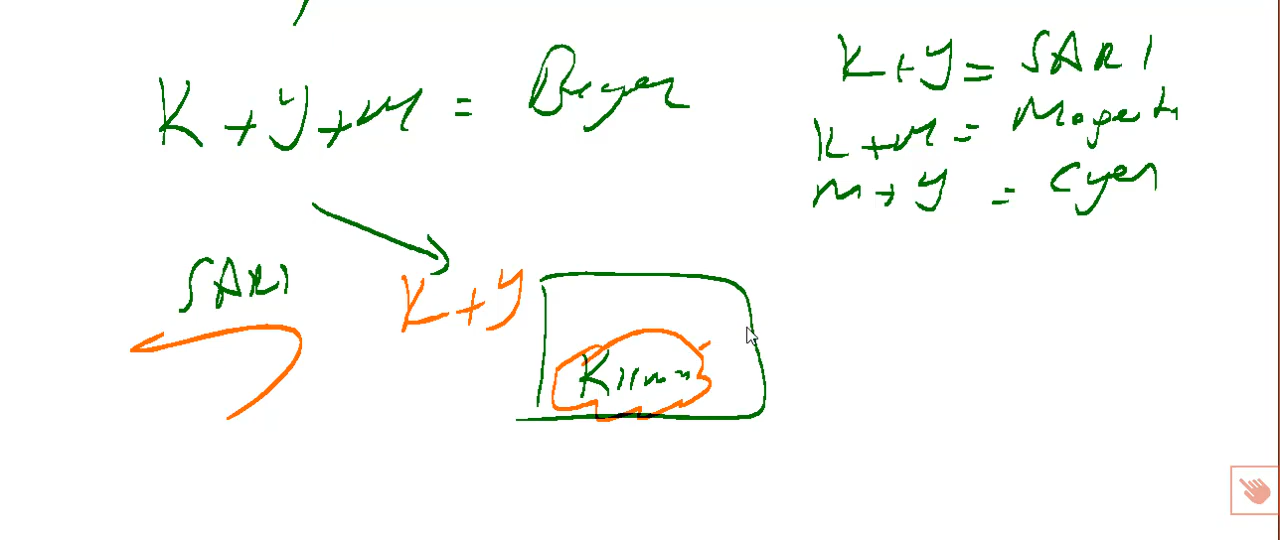 K+Y+M = Beyaz
K+Y = SARI
K+M = Magenta
M+Y = Cyan
SARI
K+Y